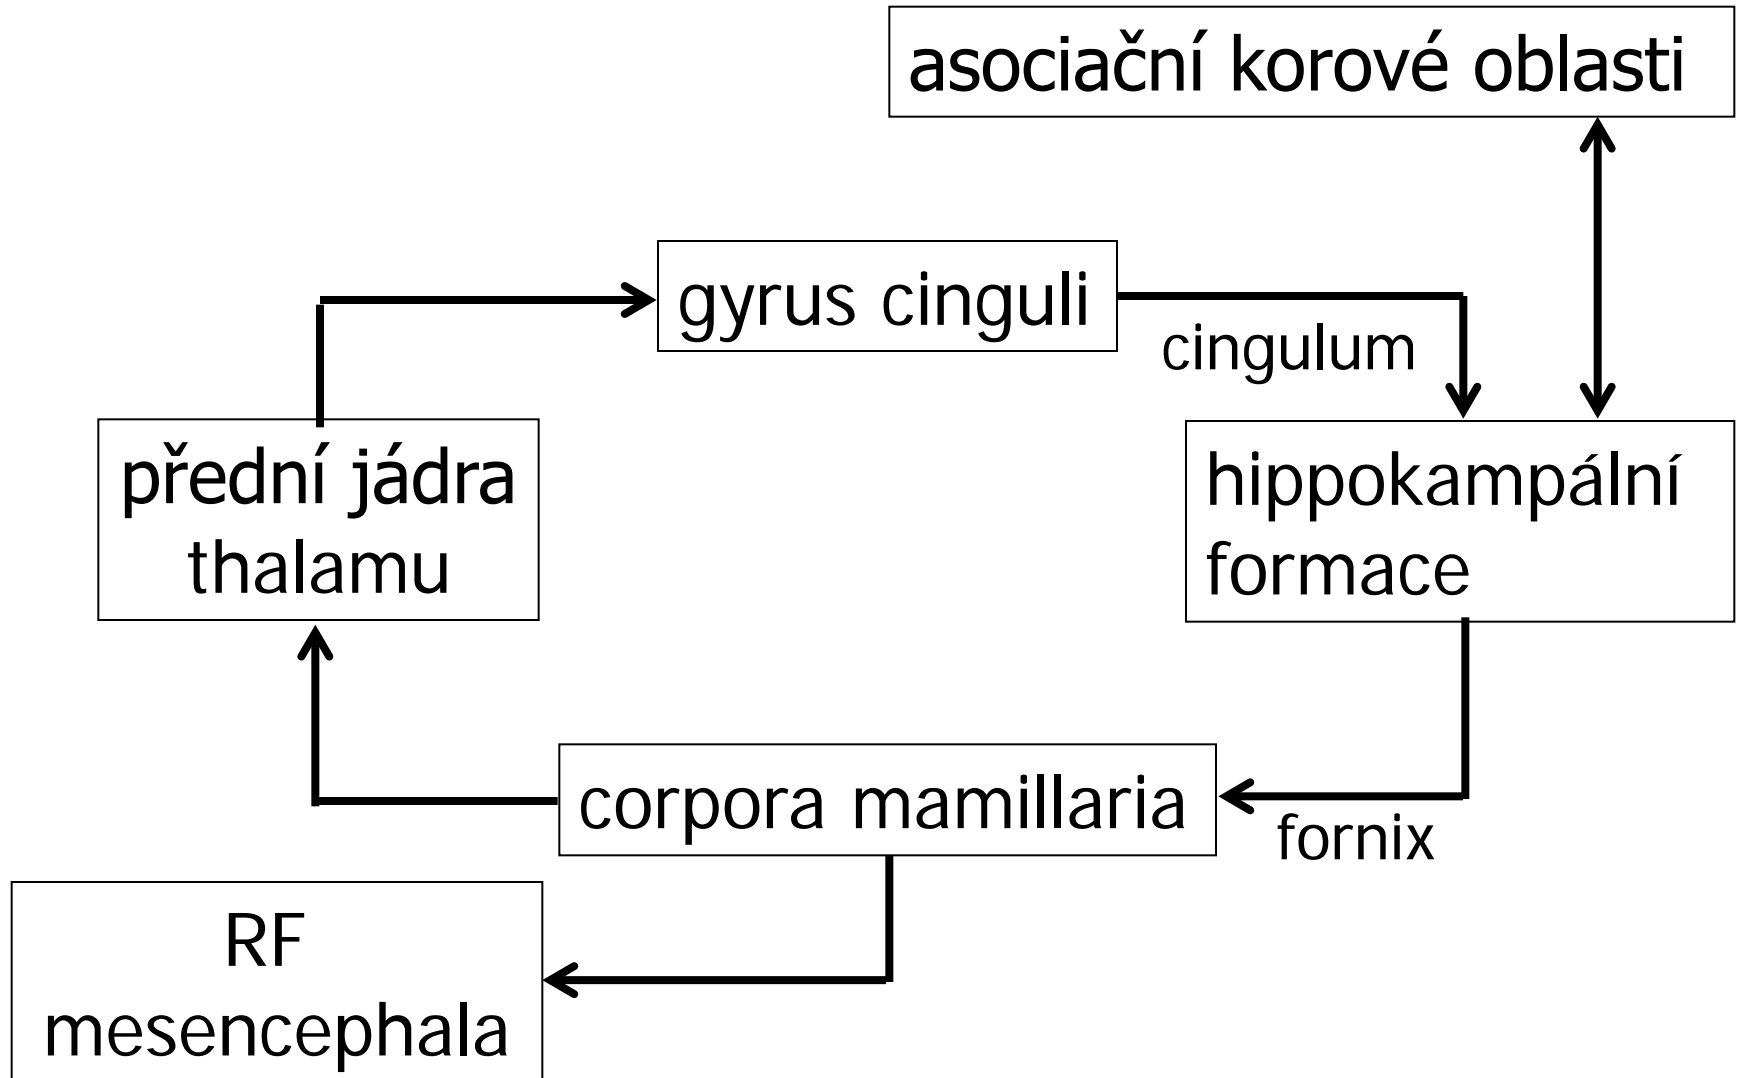 asociační korové oblasti
gyrus cinguli
cingulum
přední jádra
thalamu
hippokampální
formace
corpora mamillaria
fornix
RF
mesencephala